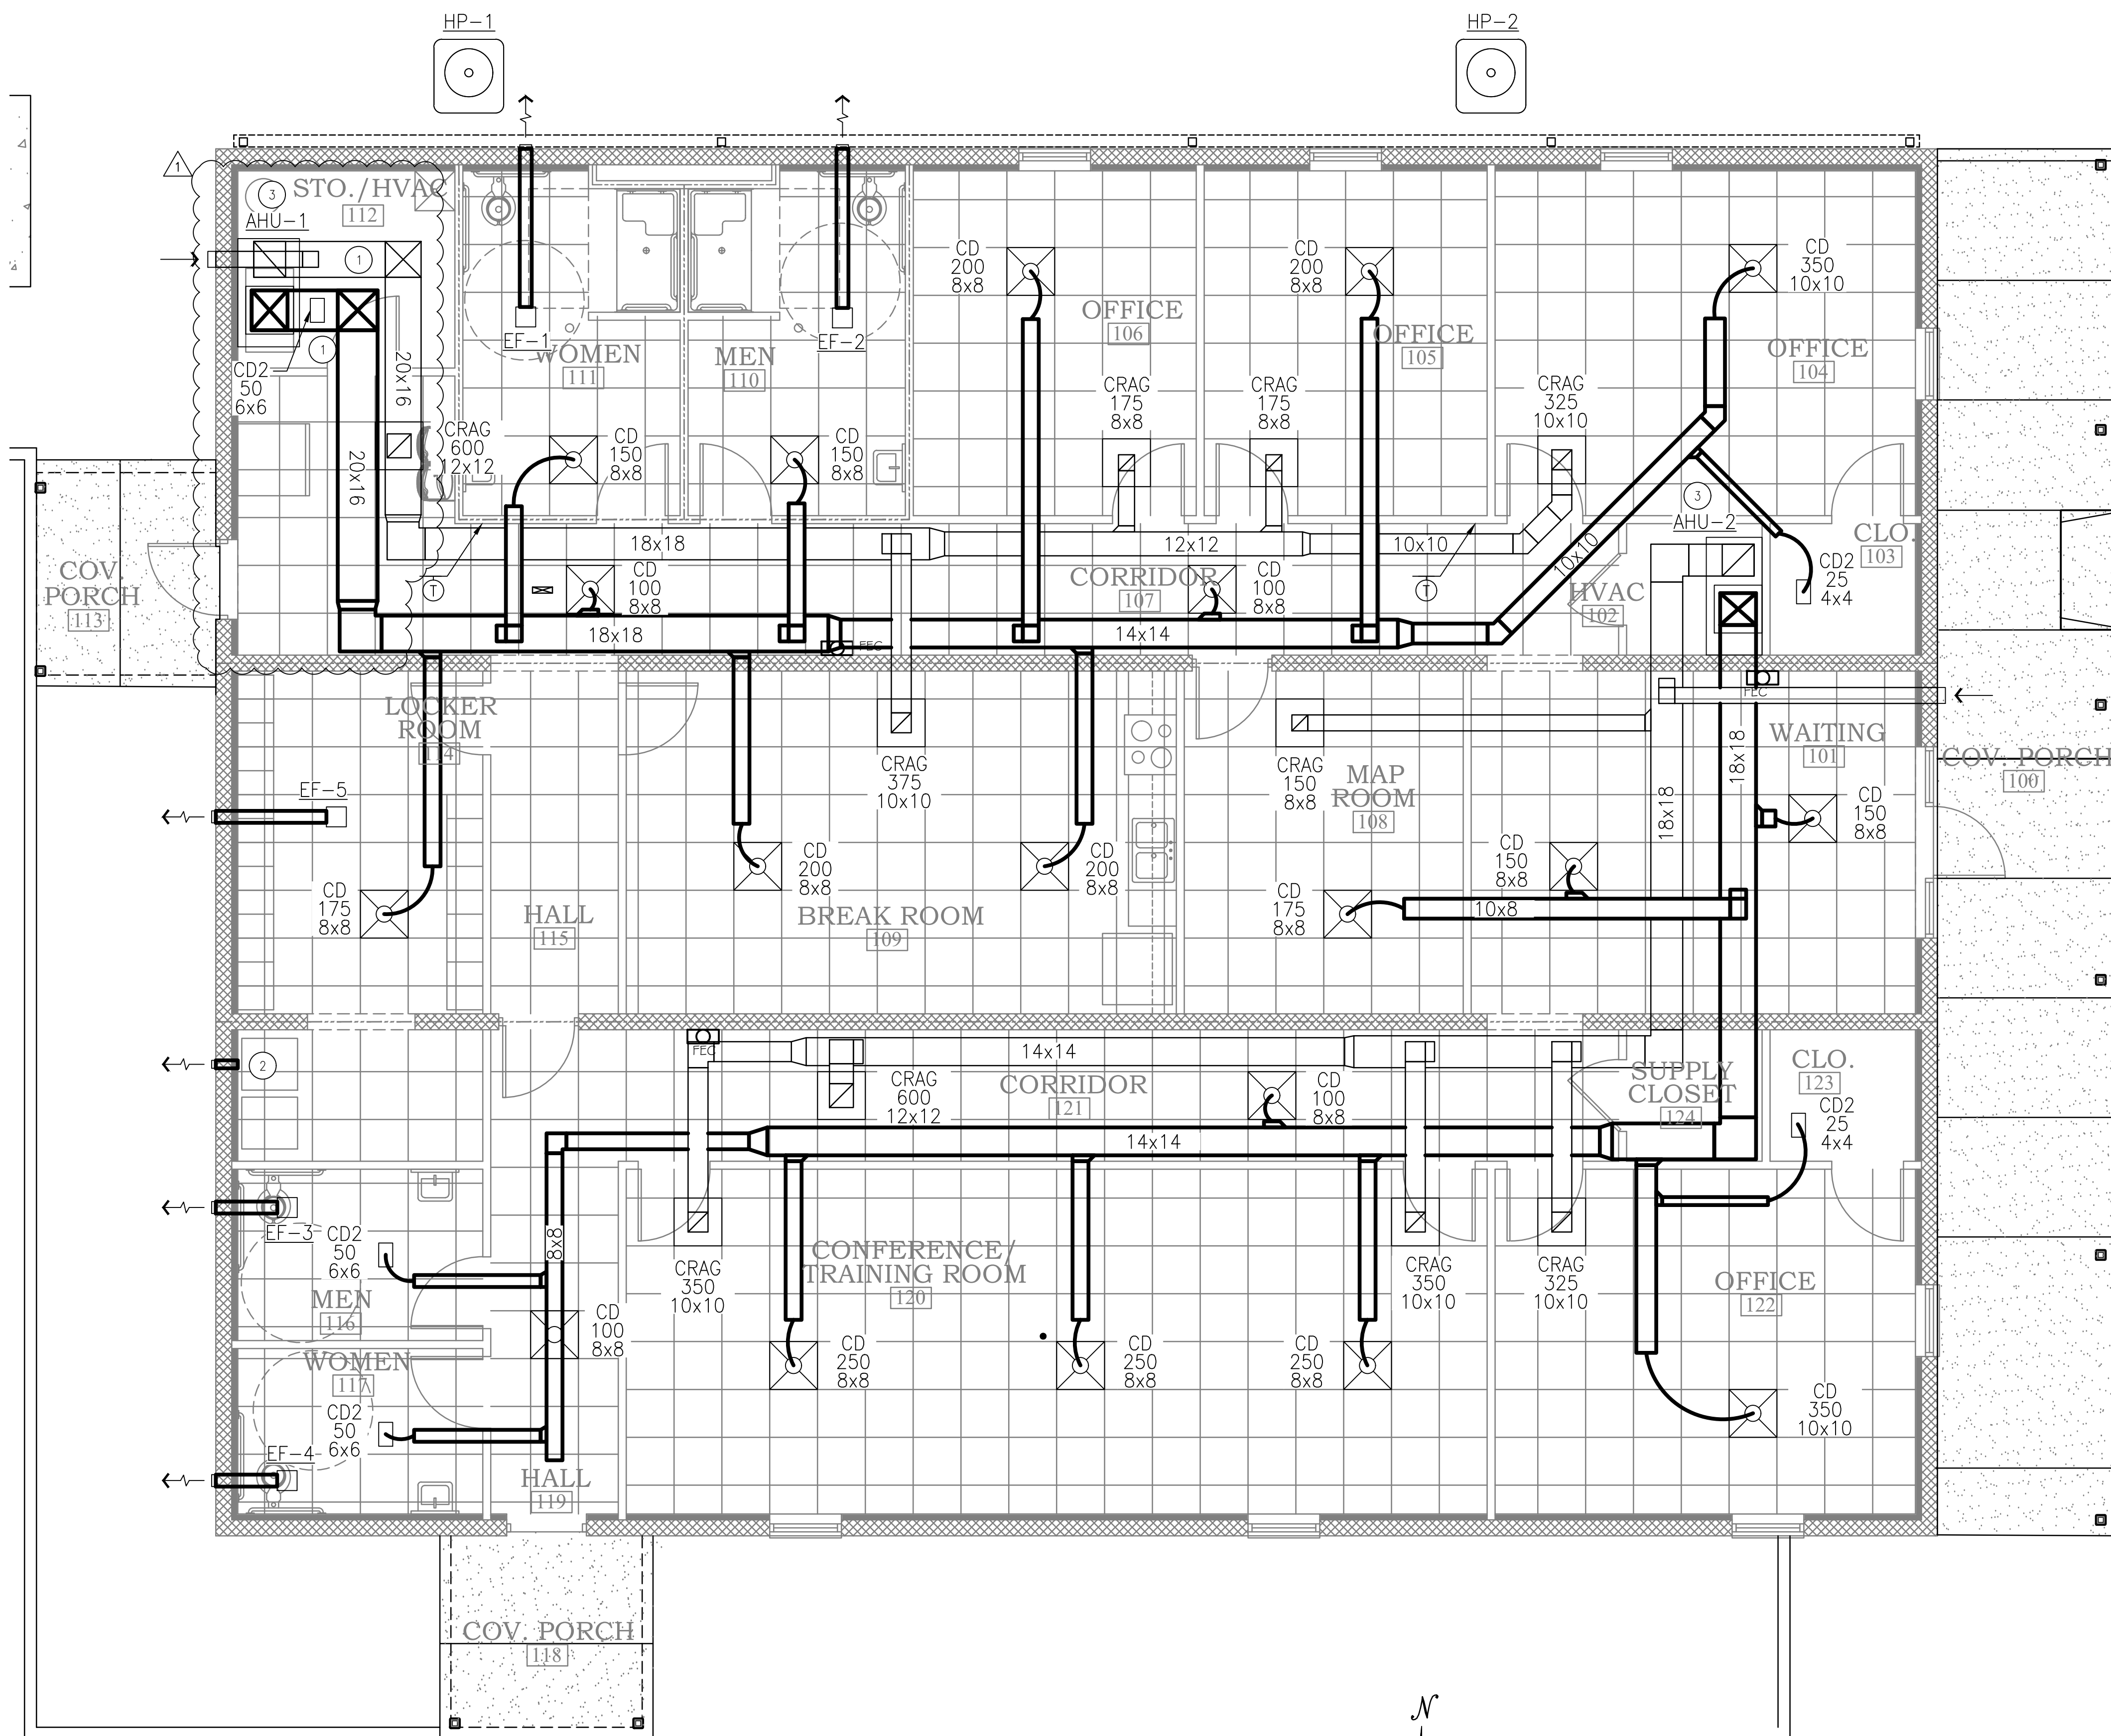 HP-1
HP-2
1
3
STO./HVAC
112
AHU-1
1
1
CD2
50
6x6
20x16
20x16
CRAG
600
12x12
EF-1
WOMEN
111
MEN
110
EF-2
CD
150
8x8
CD
150
8x8
CD
200
8x8
OFFICE
106
CRAG
175
8x8
CD
200
8x8
OFFICE
105
CRAG
175
8x8
CRAG
325
10x10
CD
350
10x10
OFFICE
104
3
AHU-2
CLO.
103
CD2
25
4x4
10x10
18x18
12x12
10x10
T
CD
100
8x8
CORRIDOR
107
CD
100
8x8
T
HVAC
102
18x18
FEC
14x14
COV.
PORCH
113
LOCKER
ROOM
114
EF-5
CD
175
8x8
HALL
115
CRAG
375
10x10
CD
200
8x8
BREAK ROOM
109
CD
200
8x8
CRAG
150
8x8
MAP
ROOM
108
CD
175
8x8
CD
150
8x8
10x8
18x18
18x18
FEC
WAITING
101
CD
150
8x8
COV. PORCH
100
2
FEC
14x14
CRAG
600
12x12
CORRIDOR
121
CD
100
8x8
14x14
SUPPLY
CLOSET
124
CLO.
123
CD2
25
4x4
EF-3
CD2
50
6x6
MEN
116
8x8
CD
100
8x8
WOMEN
117
CD2
50
6x6
EF-4
HALL
119
CRAG
350
10x10
CONFERENCE/
TRAINING ROOM
120
CD
250
8x8
CD
250
8x8
CD
250
8x8
CRAG
350
10x10
CRAG
325
10x10
OFFICE
122
CD
350
10x10
COV. PORCH
118
N